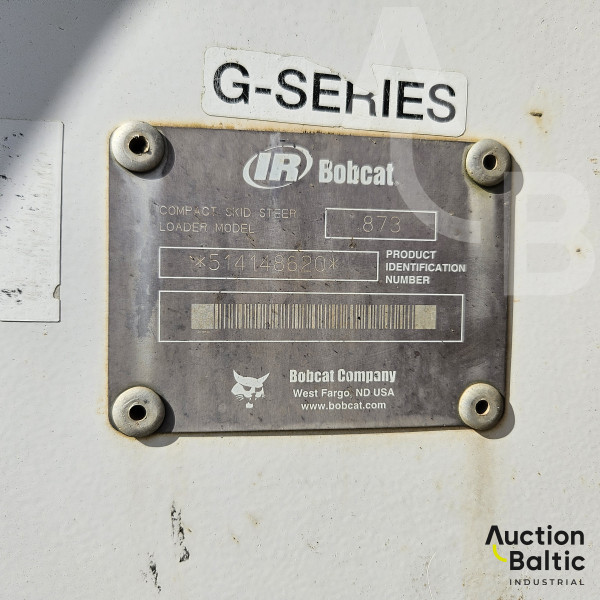 G-SERIES
IR Bobcat
COMPACT SKID STEER
LOADER MODEL
873
*514148620*
PRODUCT
IDENTIFICATION
NUMBER
Bobcat Company
West Fargo, ND USA
www.bobcat.com
Auction
Baltic
INDUSTRIAL